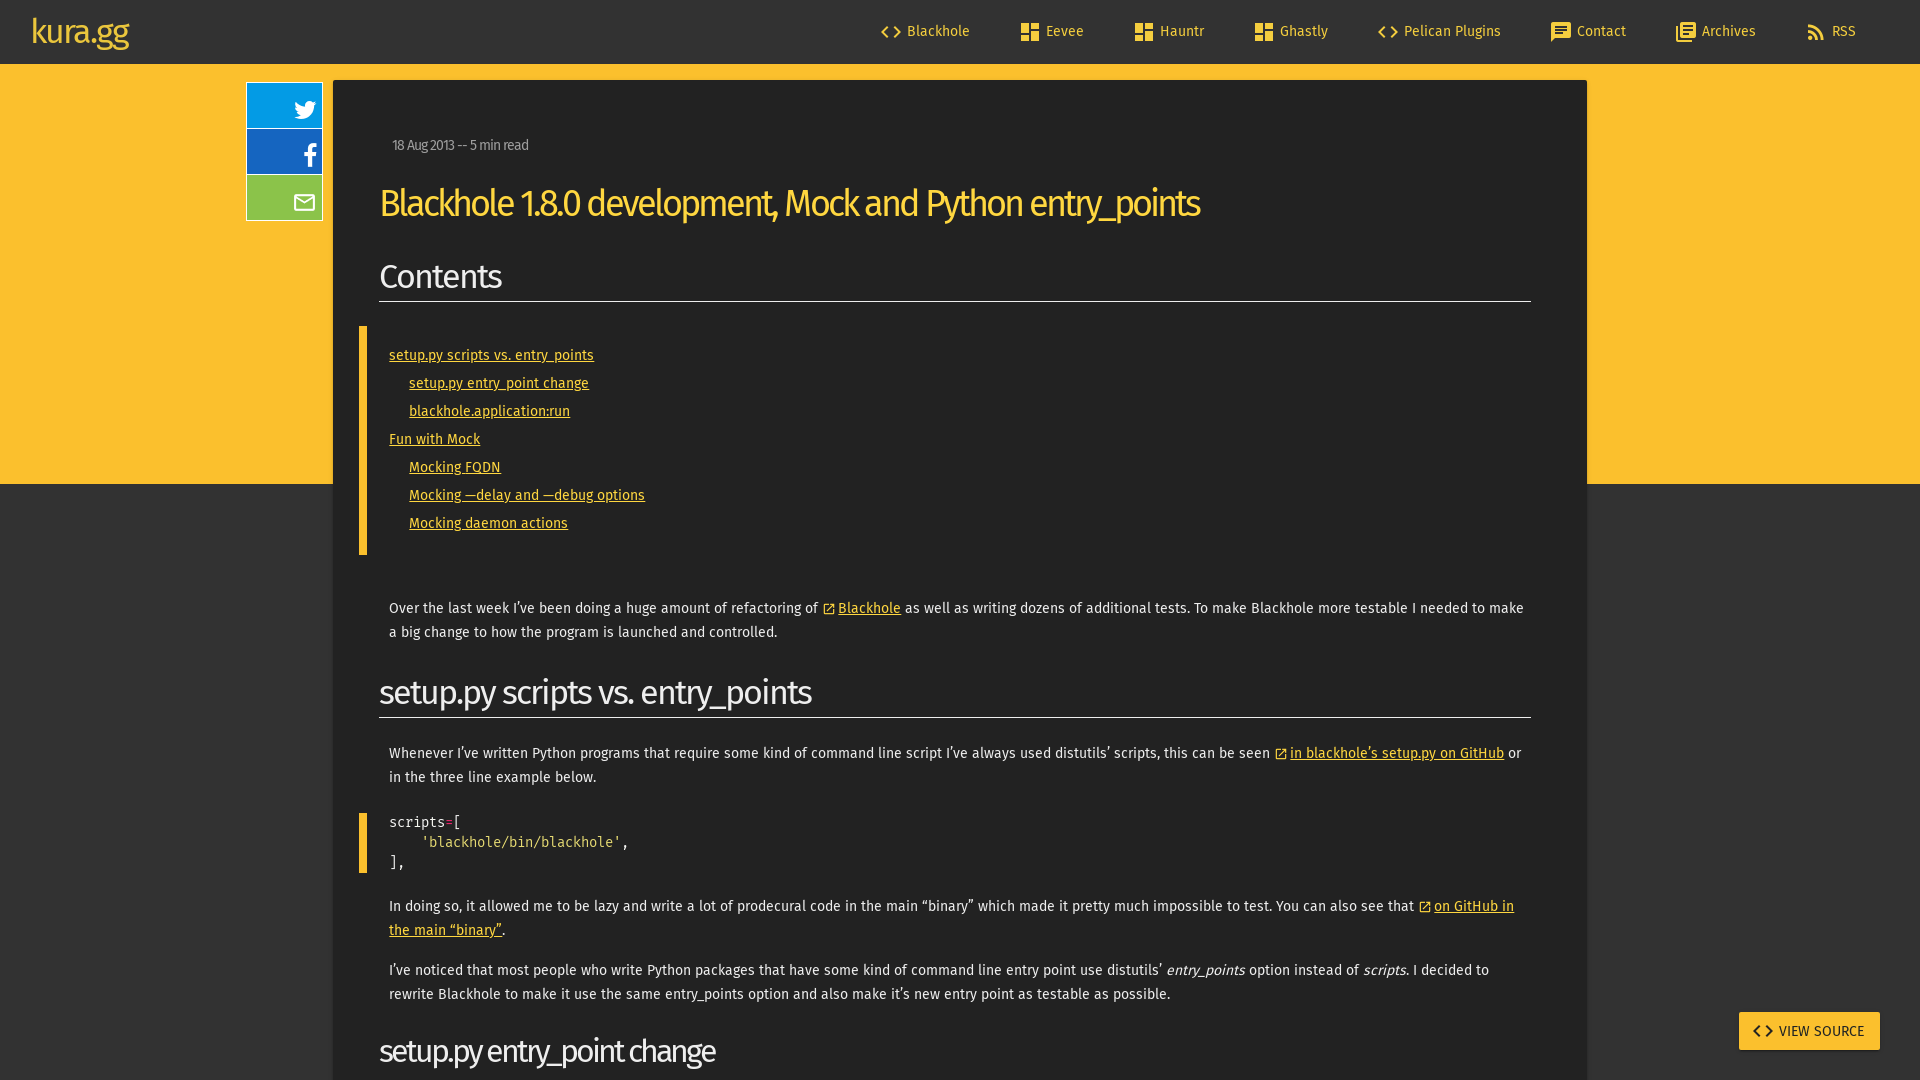 kura.gg
Blackhole
Eevee
Hauntr
Ghastly
Pelican Plugins
Contact
Archives
RSS
18 Aug 2013 -- 5 min read
Blackhole 1.8.0 development, Mock and Python entry_points
Contents
setup.py scripts vs. entry_points
setup.py entry_point change
blackhole.application:run
Fun with Mock
Mocking FQDN
Mocking —delay and —debug options
Mocking daemon actions
Over the last week I’ve been doing a huge amount of refactoring of Blackhole as well as writing dozens of additional tests. To make Blackhole more testable I needed to make
a big change to how the program is launched and controlled.
setup.py scripts vs. entry_points
Whenever I’ve written Python programs that require some kind of command line script I’ve always used distutils’ scripts, this can be seen in blackhole’s setup.py on GitHub or
in the three line example below.
scripts=[
    'blackhole/bin/blackhole',
],
In doing so, it allowed me to be lazy and write a lot of prodecural code in the main “binary” which made it pretty much impossible to test. You can also see that on GitHub in
the main “binary”.
I’ve noticed that most people who write Python packages that have some kind of command line entry point use distutils’ entry_points option instead of scripts. I decided to
rewrite Blackhole to make it use the same entry_points option and also make it’s new entry point as testable as possible.
setup.py entry_point change
VIEW SOURCE